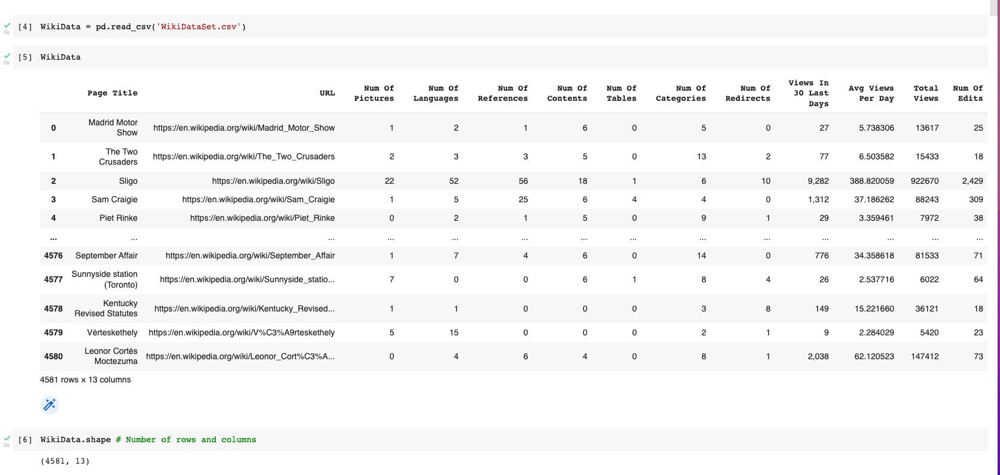 [4] WikiData = pd.read_csv('WikiDataSet.csv')
0s
[5] WikiData
0s
Page Title URL Num Of Pictures Num Of Languages Num Of References Num Of Contents Num Of Tables Num Of Categories Num Of Redirects Views In 30 Last Days Avg Views Per Day Total Views Num Of Edits
0 Madrid Motor Show https://en.wikipedia.org/wiki/Madrid_Motor_Show 1 2 1 6 0 5 0 27 5.738306 13617 25
1 The Two Crusaders https://en.wikipedia.org/wiki/The_Two_Crusaders 2 3 3 5 0 13 2 77 6.503582 15433 18
2 Sligo https://en.wikipedia.org/wiki/Sligo 22 52 56 18 1 6 10 9,282 388.820059 922670 2,429
3 Sam Craigie https://en.wikipedia.org/wiki/Sam_Craigie 1 5 25 6 4 4 0 1,312 37.186262 88243 309
4 Piet Rinke https://en.wikipedia.org/wiki/Piet_Rinke 0 2 1 5 0 9 1 29 3.359461 7972 38
... ... ... ... ... ... ... ... ... ... ... ... ... ...
4576 September Affair https://en.wikipedia.org/wiki/September_Affair 1 7 4 6 0 14 0 776 34.358618 81533 71
4577 Sunnyside station (Toronto) https://en.wikipedia.org/wiki/Sunnyside_statio... 7 0 0 6 1 8 4 26 2.537716 6022 64
4578 Kentucky Revised Statutes https://en.wikipedia.org/wiki/Kentucky_Revised... 1 1 0 0 0 3 8 149 15.221660 36121 18
4579 Vérteskethely https://en.wikipedia.org/wiki/V%C3%A9rteskethely 5 15 0 0 0 2 1 9 2.284029 5420 23
4580 Leonor Cortés Moctezuma https://en.wikipedia.org/wiki/Leonor_Cort%C3%A... 0 4 6 4 0 8 1 2,038 62.120523 147412 73
4581 rows × 13 columns
[6] WikiData.shape # Number of rows and columns
0s
(4581, 13)